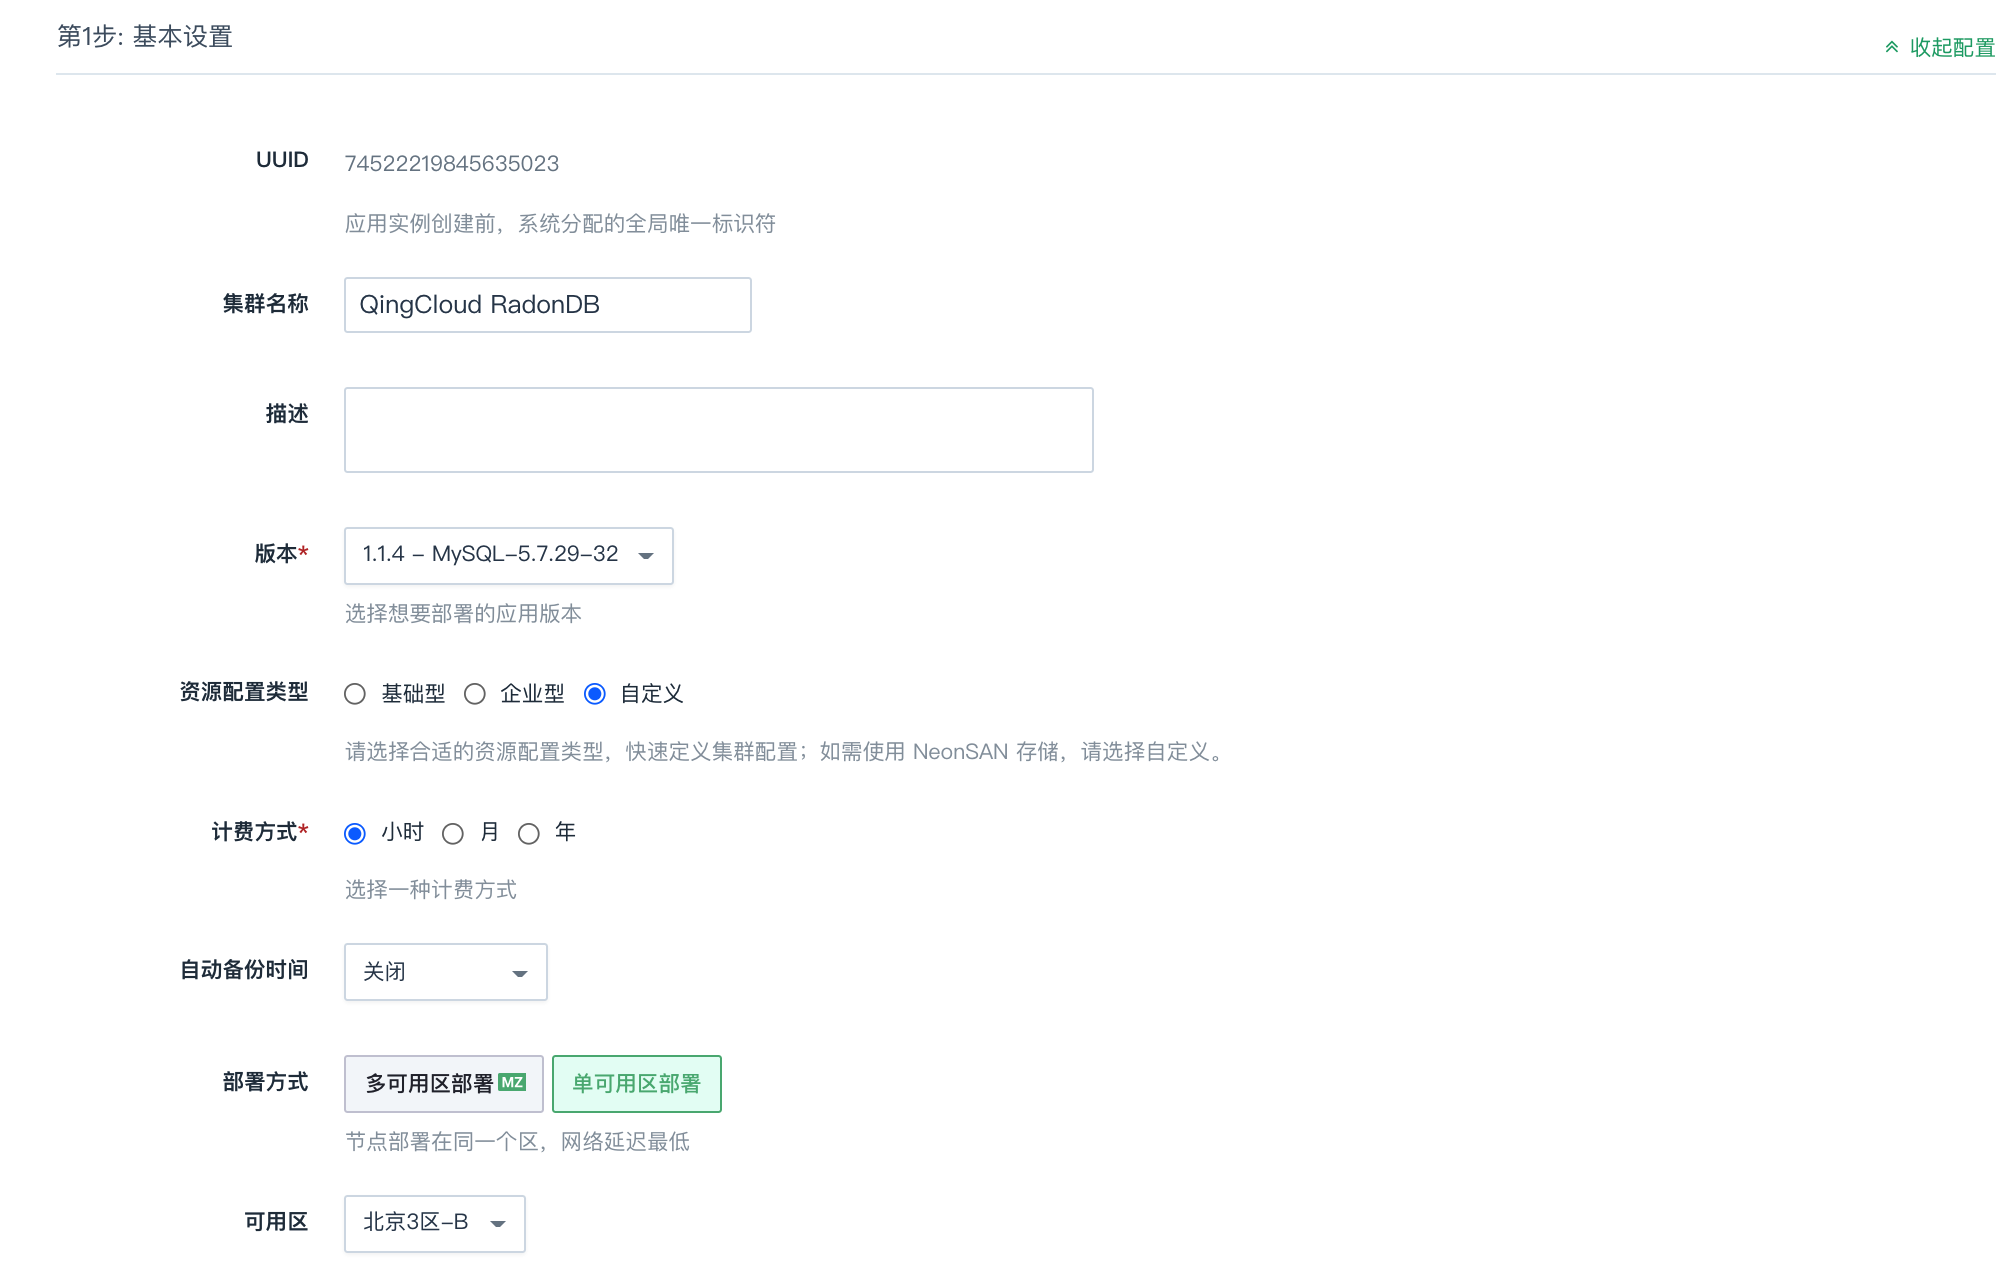 第1步: 基本设置
收起配置
UUID 74522219845635023
应用实例创建前，系统分配的全局唯一标识符
集群名称 QingCloud RadonDB
描述
版本* 1.1.4 – MySQL–5.7.29–32
选择想要部署的应用版本
资源配置类型 基础型 企业型 自定义
请选择合适的资源配置类型，快速定义集群配置；如需使用 NeonSAN 存储，请选择自定义。
计费方式* 小时 月 年
选择一种计费方式
自动备份时间 关闭
部署方式 多可用区部署 MZ 单可用区部署
节点部署在同一个区，网络延迟最低
可用区 北京3区–B